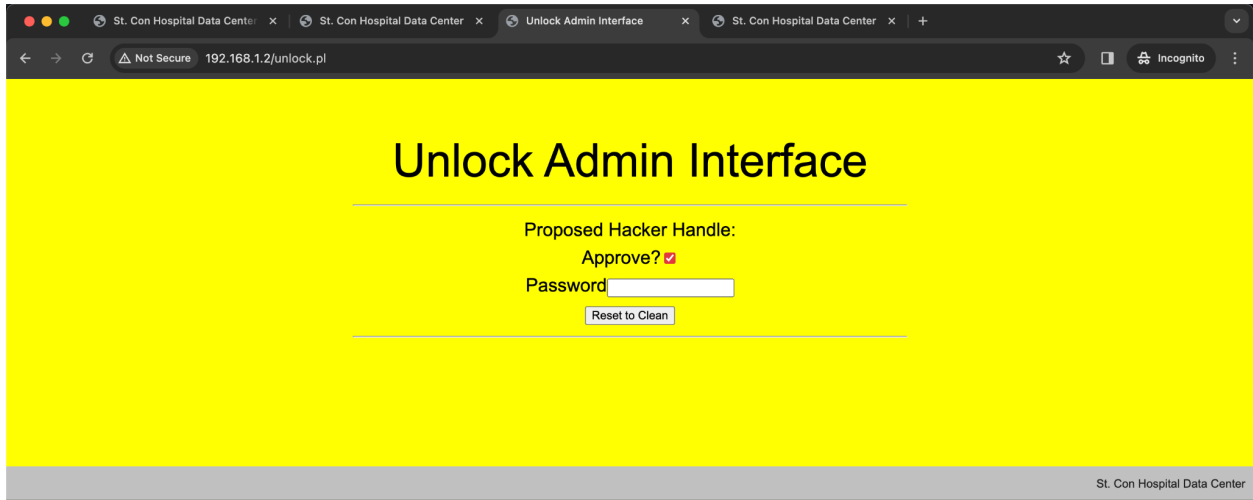 St. Con Hospital Data Center
St. Con Hospital Data Center
Unlock Admin Interface
St. Con Hospital Data Center
Not Secure
192.168.1.2/unlock.pl
Incognito
Unlock Admin Interface
Proposed Hacker Handle:
Approve?
Password
Reset to Clean
St. Con Hospital Data Center